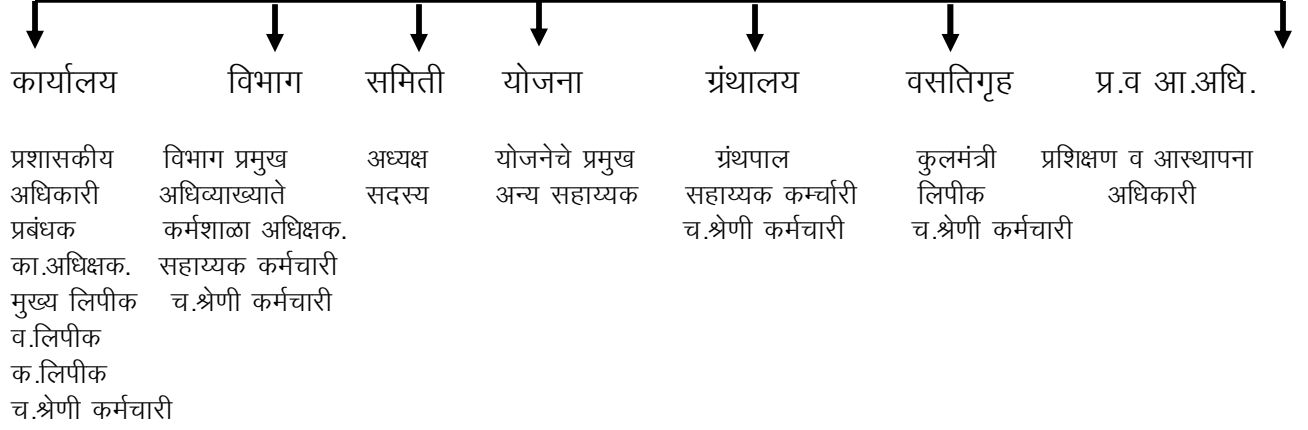 कार्यालय विभाग समिती योजना ग्रंथालय वसतिगृह प्र.व आ.अधि.
प्रशासकीय विभाग प्रमुख अध्यक्ष योजनेचे प्रमुख ग्रंथपाल कुलमंत्री प्रशिक्षण व आस्थापना
अधिकारी अधिव्याख्याते सदस्य अन्य सहाय्यक सहाय्यक कर्म्चारी लिपीक अधिकारी
प्रबंधक कर्मशाळा अधिक्षक. च.श्रेणी कर्मचारी च.श्रेणी कर्मचारी
का.अधिक्षक. सहाय्यक कर्मचारी
मुख्य लिपीक च.श्रेणी कर्मचारी
व.लिपीक
क.लिपीक
च.श्रेणी कर्मचारी